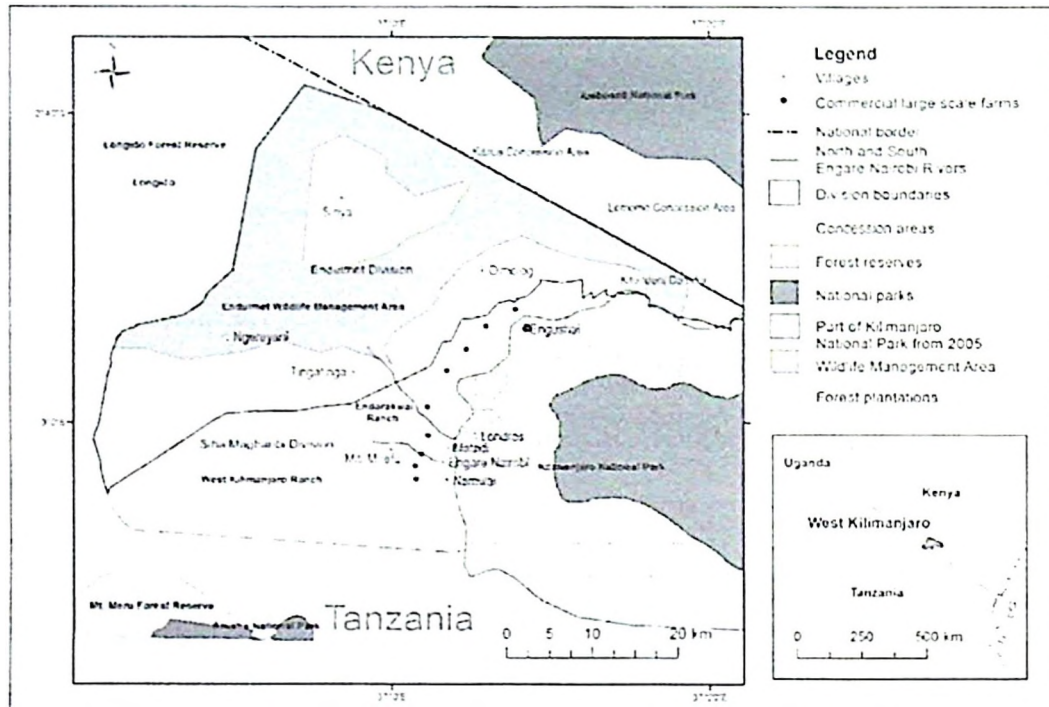 Kenya
Amboseli National Park
Longido Forest Reserve
Longido
Kitirua Concession Area
Lemomo Concession Area
Sinya
Enduimet Division
Enduimet Wildlife Management Area
Engusiai
Tingatinga
Endarakwai
Ranch
Siha Magharibi Division
West Kilimanjaro Ranch
Londros
Engare Nairobi
Namwai
Kilimanjaro National Park
Mt. Meru Forest Reserve
Arusha National Park
Tanzania
0 5 10 20 km
Legend
Villages
Commercial large scale farms
National border
North and South
Engare Nairobi Rivers
Division boundaries
Concession areas
Forest reserves
National parks
Part of Kilimanjaro
National Park from 2005
Wildlife Management Area
Forest plantations
Uganda
Kenya
West Kilimanjaro
Tanzania
0 250 500 km